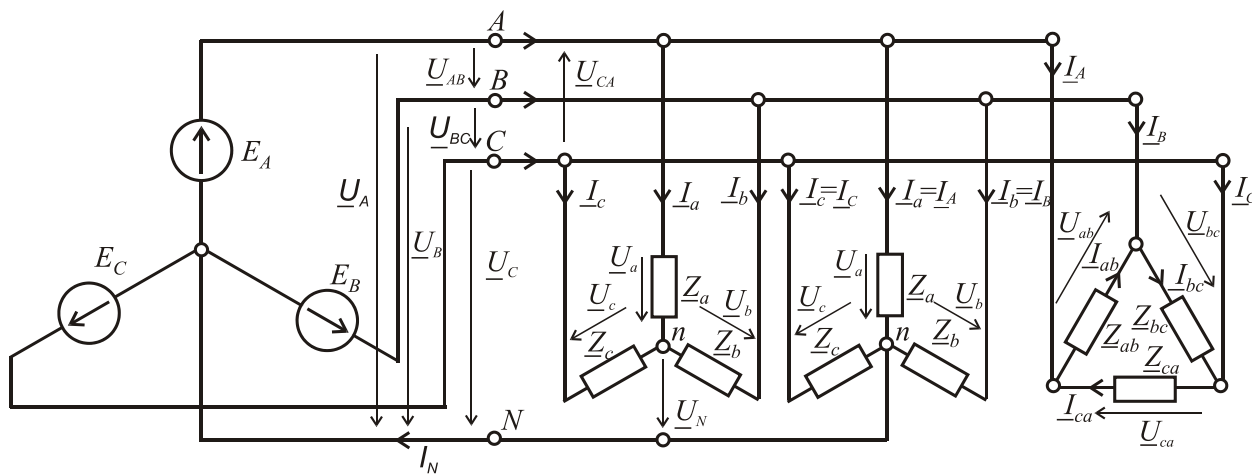 A
U_AB
B
U_CA
I_A
U_BC
C
I_B
E_A
U_A
I_c
I_a
I_b
I_c=I_C
I_a=I_A
I_b=I_B
I_C
U_ab
U_bc
E_C
E_B
U_B
U_C
U_a
U_a
I_ab
I_bc
U_c
Z_a
U_b
U_c
Z_a
U_b
Z_c
n
Z_b
Z_c
n
Z_b
Z_ab
Z_bc
Z_ca
I_ca
U_ca
N
U_N
I_N